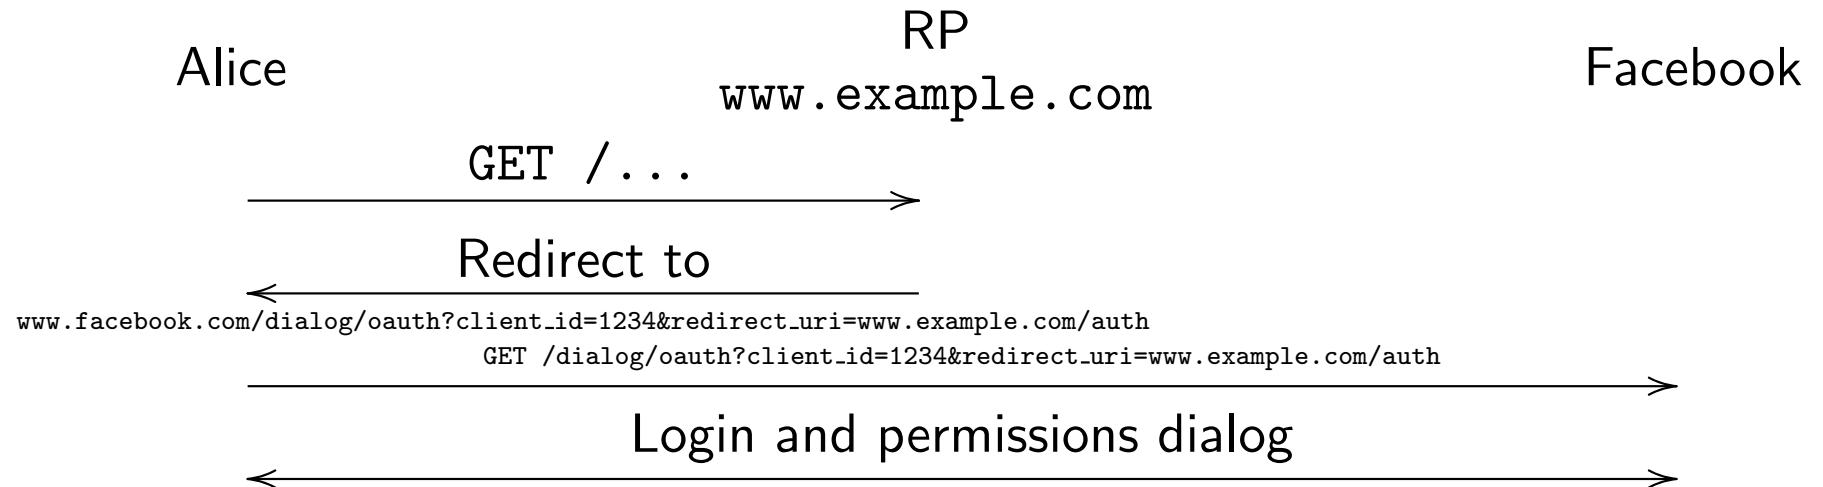 Alice
RP
www.example.com
Facebook
GET /...
Redirect to
www.facebook.com/dialog/oauth?client_id=1234&redirect_uri=www.example.com/auth
GET /dialog/oauth?client_id=1234&redirect_uri=www.example.com/auth
Login and permissions dialog